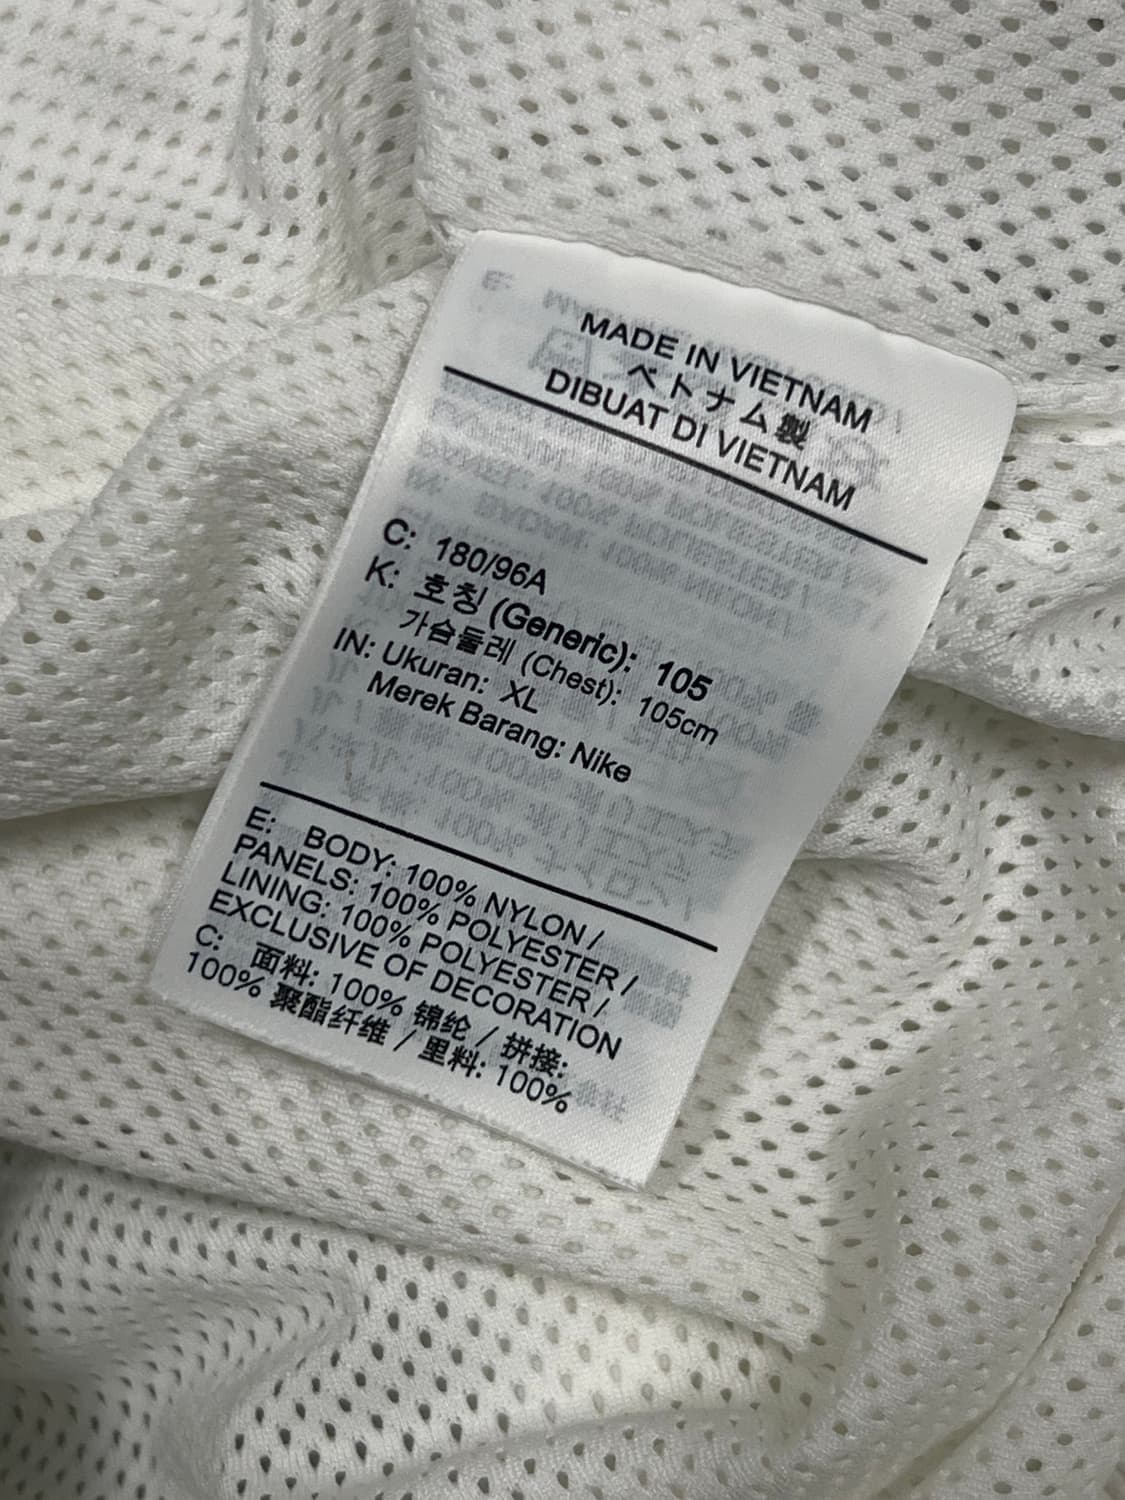 MADE IN VIETNAM
ベトナム製
DIBUAT DI VIETNAM
C: 180/96A
K: 호칭 (Generic): 105
가슴둘레 (Chest): 105cm
IN: Ukuran: XL
Merek Barang: Nike
E: BODY: 100% NYLON /
PANELS: 100% POLYESTER /
LINING: 100% POLYESTER /
EXCLUSIVE OF DECORATION
C: 面料: 100% 锦纶 / 拼接:
100% 聚酯纤维 / 里料: 100%